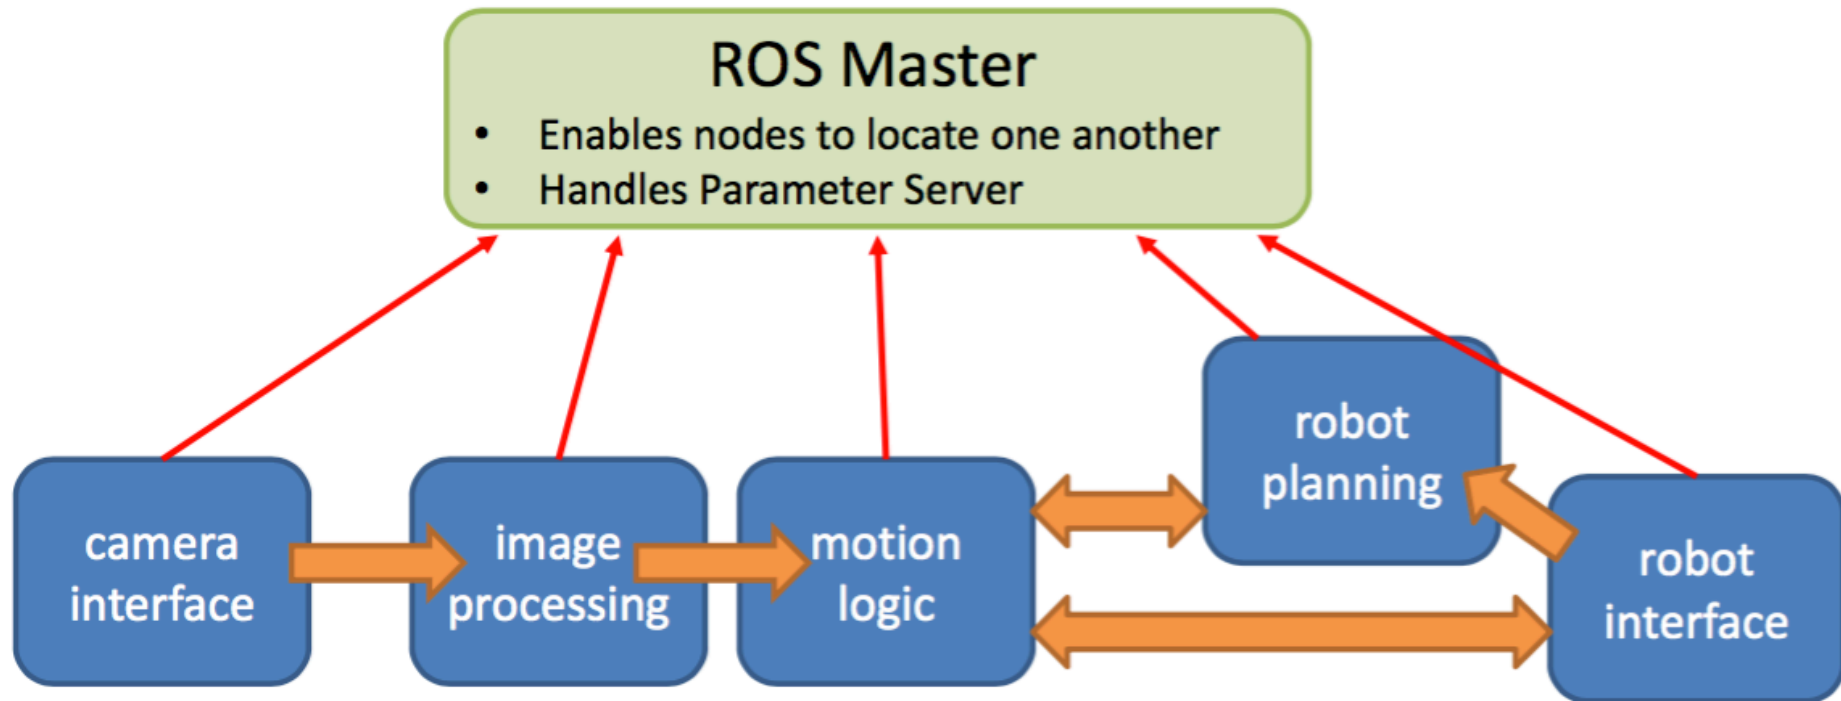 ROS Master
• Enables nodes to locate one another
• Handles Parameter Server
camera
interface
image
processing
motion
logic
robot
planning
robot
interface